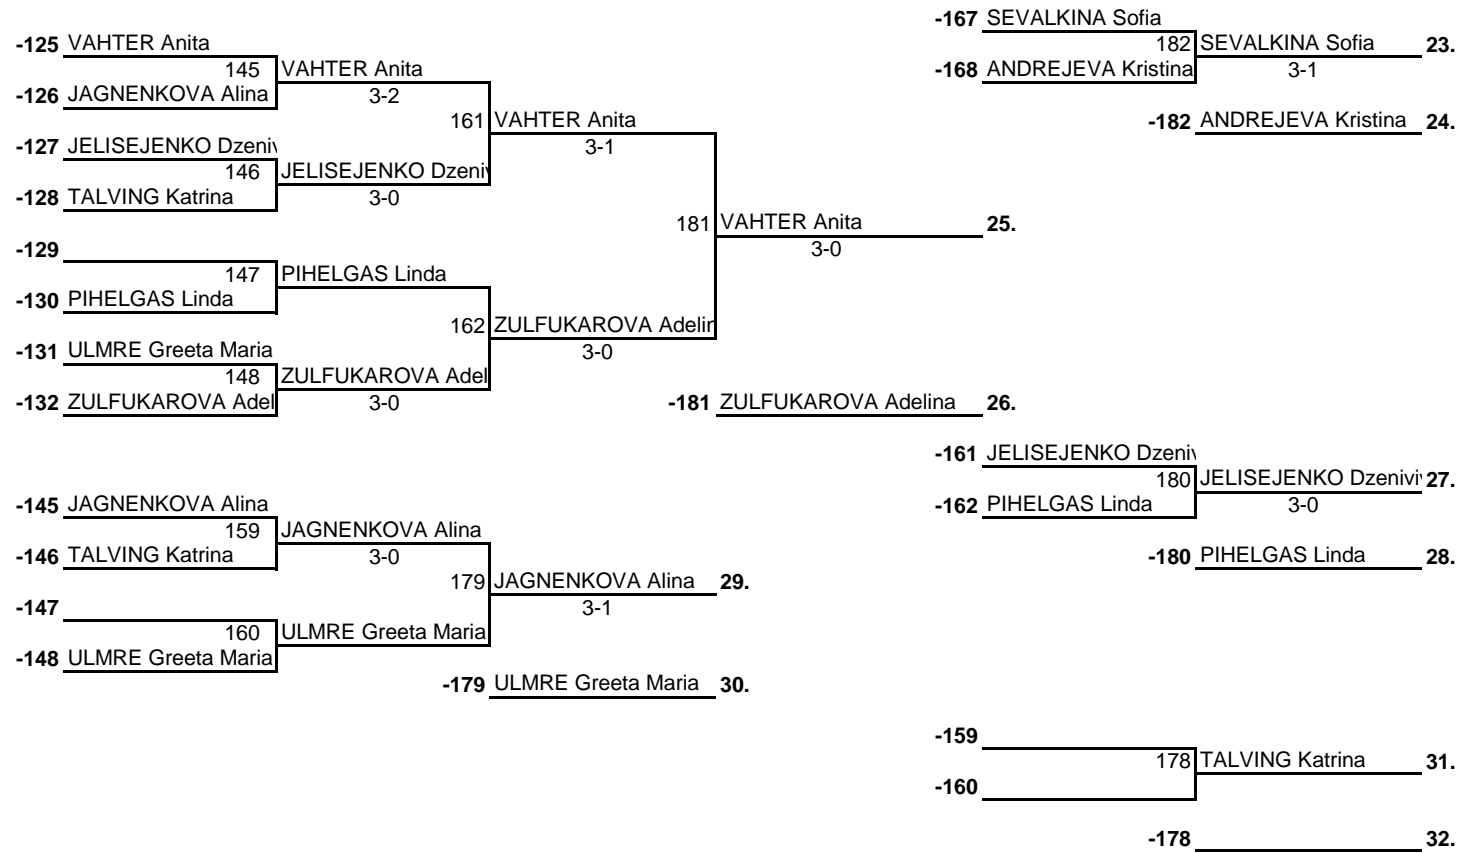 -167 SEVALKINA Sofia
-125 VAHTER Anita
182 SEVALKINA Sofia 23.
145 VAHTER Anita
-168 ANDREJEVA Kristina 3-1
-126 JAGNENKOVA Alina 3-2
161 VAHTER Anita
-182 ANDREJEVA Kristina 24.
-127 JELISEJENKO Dzeniv 3-1
146 JELISEJENKO Dzeniv
-128 TALVING Katrina 3-0
181 VAHTER Anita 25.
-129 3-0
147 PIHELGAS Linda
-130 PIHELGAS Linda
162 ZULFUKAROVA Adelin
-131 ULMRE Greeta Maria 3-0
148 ZULFUKAROVA Adel
-132 ZULFUKAROVA Adel 3-0
-181 ZULFUKAROVA Adelina 26.
-161 JELISEJENKO Dzeniv
180 JELISEJENKO Dzenivi 27.
-145 JAGNENKOVA Alina
-162 PIHELGAS Linda 3-0
159 JAGNENKOVA Alina
-146 TALVING Katrina 3-0
-180 PIHELGAS Linda 28.
179 JAGNENKOVA Alina 29.
-147 3-1
160 ULMRE Greeta Maria
-148 ULMRE Greeta Maria
-179 ULMRE Greeta Maria 30.
-159
178 TALVING Katrina 31.
-160
-178 32.